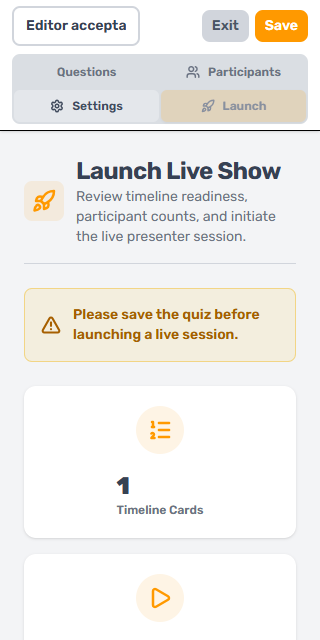 Editor accepta
Exit
Save
Questions
Participants
Settings
Launch
Launch Live Show
Review timeline readiness,
participant counts, and initiate
the live presenter session.
Please save the quiz before
launching a live session.
1
Timeline Cards